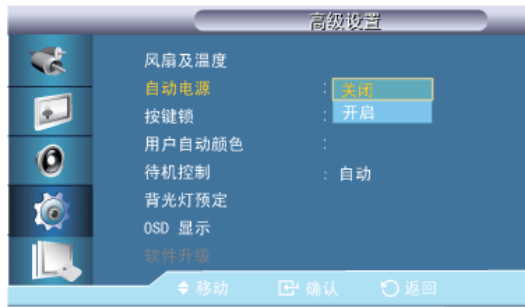 高级设置
风扇及温度
自动电源 : 关闭
按键锁 : 开启
用户自动颜色 :
待机控制 : 自动
背光灯预定
OSD 显示
软件升级
移动 确认 返回